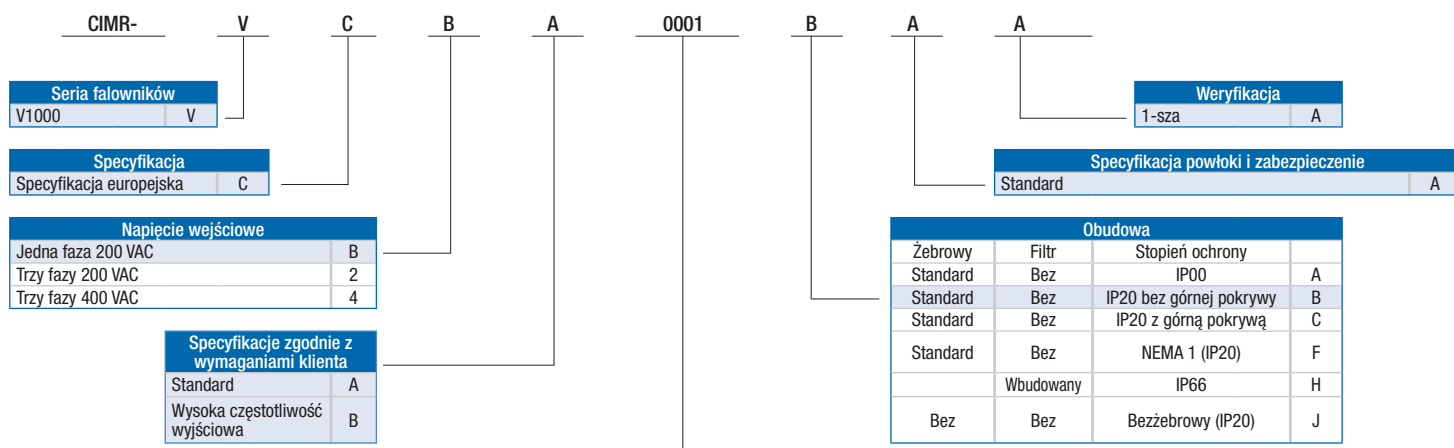 CIMR- V C B A 0001 B A A
Seria falowników
V1000 V
Weryfikacja
1-sza A
Specyfikacja
Specyfikacja europejska C
Specyfikacja powłoki i zabezpieczenie
Standard A
Napięcie wejściowe
Jedna faza 200 VAC B
Trzy fazy 200 VAC 2
Trzy fazy 400 VAC 4
Obudowa
Żebrowy Filtr Stopień ochrony
Standard Bez IP00 A
Standard Bez IP20 bez górnej pokrywy B
Standard Bez IP20 z górną pokrywą C
Standard Bez NEMA 1 (IP20) F
Wbudowany IP66 H
Bez Bez Bezżebrowy (IP20) J
Specyfikacje zgodnie z
wymaganiami klienta
Standard A
Wysoka częstotliwość
wyjściowa B